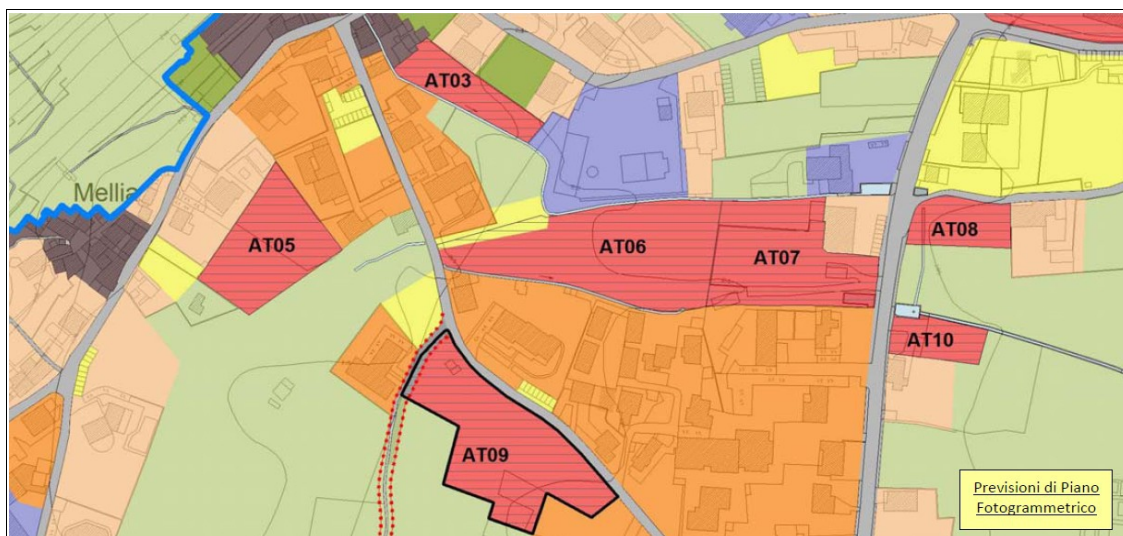 AT03
Mellia
AT05
AT06
AT07
AT08
AT10
AT09
Previsioni di Piano
Fotogrammetrico